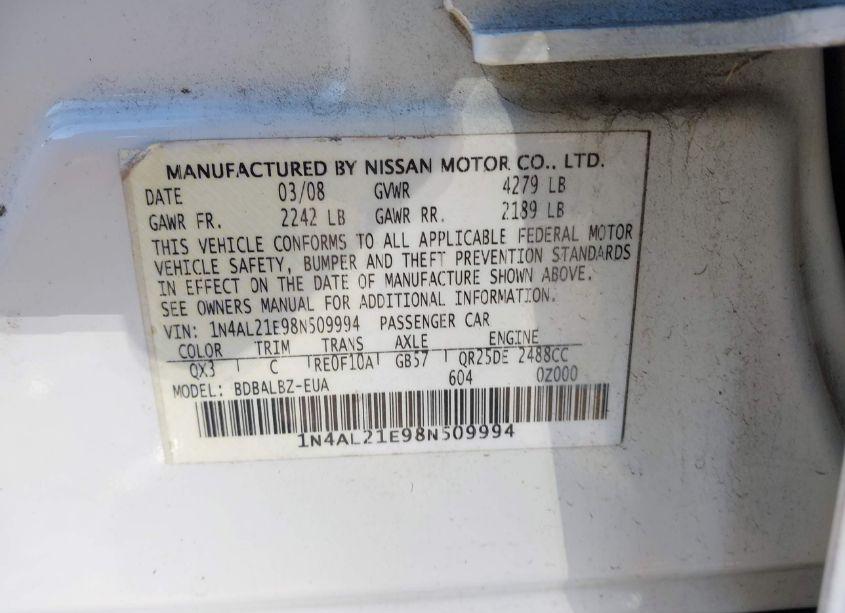 MANUFACTURED BY NISSAN MOTOR CO., LTD.
DATE 03/08 GVWR 4279 LB
GAWR FR. 2242 LB GAWR RR. 2189 LB
THIS VEHICLE CONFORMS TO ALL APPLICABLE FEDERAL MOTOR
VEHICLE SAFETY, BUMPER AND THEFT PREVENTION STANDARDS
IN EFFECT ON THE DATE OF MANUFACTURE SHOWN ABOVE.
SEE OWNERS MANUAL FOR ADDITIONAL INFORMATION.
VIN: 1N4AL21E98N509994 PASSENGER CAR
COLOR TRIM TRANS AXLE ENGINE
QX3 C RE0F10A GB57 QR25DE 2488CC
MODEL: BDBALBZ-EUA 604 0Z000
1N4AL21E98N509994